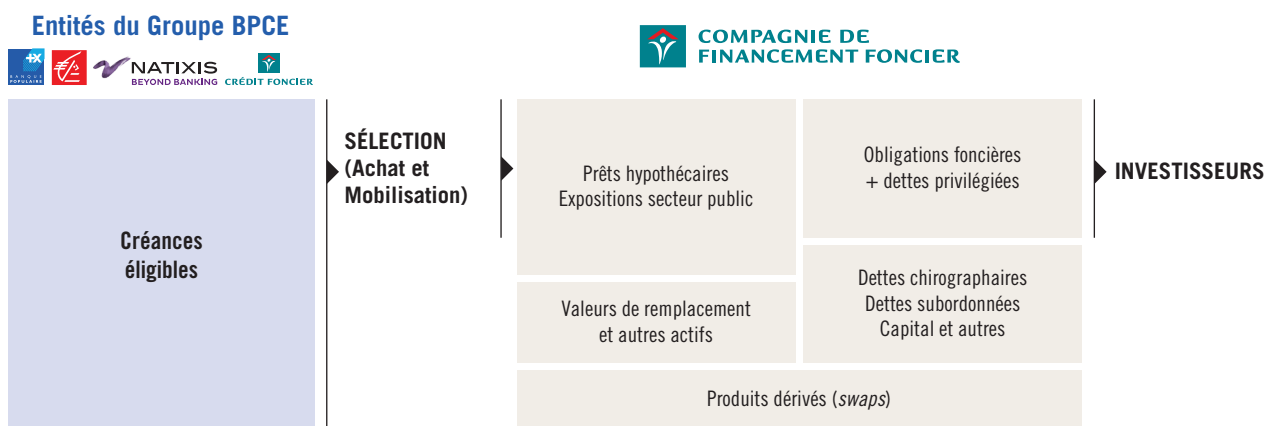 Entités du Groupe BPCE
+X
BANQUE
POPULAIRE
NATIXIS
BEYOND BANKING
CRÉDIT FONCIER
COMPAGNIE DE
FINANCEMENT FONCIER
Créances
éligibles
SÉLECTION
(Achat et
Mobilisation)
Prêts hypothécaires
Expositions secteur public
Valeurs de remplacement
et autres actifs
Obligations foncières
+ dettes privilégiées
Dettes chirographaires
Dettes subordonnées
Capital et autres
Produits dérivés (swaps)
INVESTISSEURS